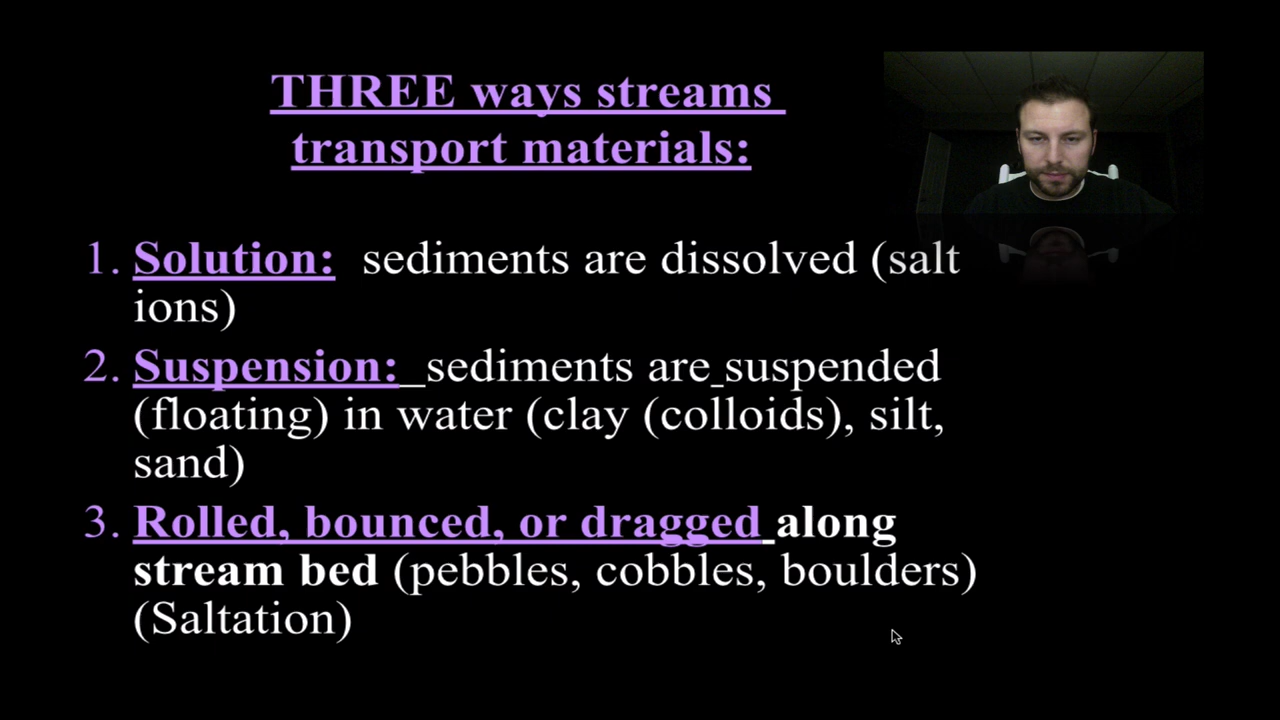 THREE ways streams
transport materials:
1. Solution: sediments are dissolved (salt
ions)
2. Suspension: sediments are suspended
(floating) in water (clay (colloids), silt,
sand)
3. Rolled, bounced, or dragged along
stream bed (pebbles, cobbles, boulders)
(Saltation)